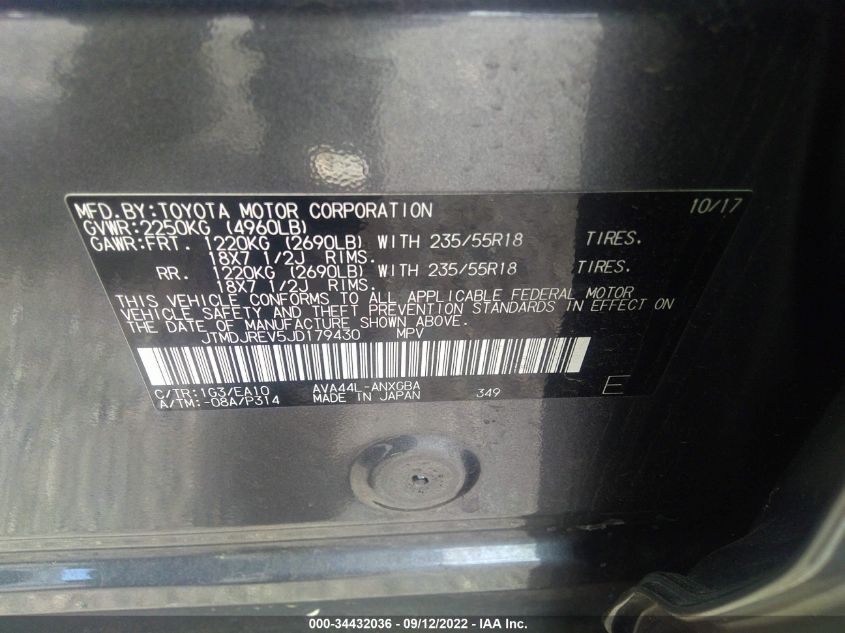 MFD.BY:TOYOTA MOTOR CORPORATION 10/17
GVWR:2250KG (4960LB)
GAWR:FRT. 1220KG (2690LB) WITH 235/55R18 TIRES.
18X7 1/2J RIMS.
RR. 1220KG (2690LB) WITH 235/55R18 TIRES.
18X7 1/2J RIMS.
THIS VEHICLE CONFORMS TO ALL APPLICABLE FEDERAL MOTOR
VEHICLE SAFETY AND THEFT PREVENTION STANDARDS IN EFFECT ON
THE DATE OF MANUFACTURE SHOWN ABOVE.
JTMDJREV5JD179430 MPV
C/TR:1G3/EA10 AVA44L-ANXGBA E
A/TM:-08A/P314 MADE IN JAPAN 349
000-34432036 - 09/12/2022 - IAA Inc.